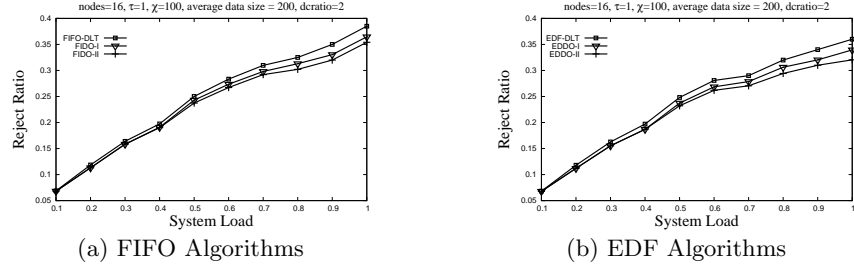 nodes=16, τ=1, χ=100, average data size = 200, dcratio=2
0.4
0.35
0.3
0.25
0.2
0.15
0.1
0.05
Reject Ratio
FIFO-DLT
FIDO-I
FIDO-II
0.1 0.2 0.3 0.4 0.5 0.6 0.7 0.8 0.9 1
System Load
(a) FIFO Algorithms
nodes=16, τ=1, χ=100, average data size = 200, dcratio=2
0.4
0.35
0.3
0.25
0.2
0.15
0.1
0.05
Reject Ratio
EDF-DLT
EDDO-I
EDDO-II
0.1 0.2 0.3 0.4 0.5 0.6 0.7 0.8 0.9 1
System Load
(b) EDF Algorithms